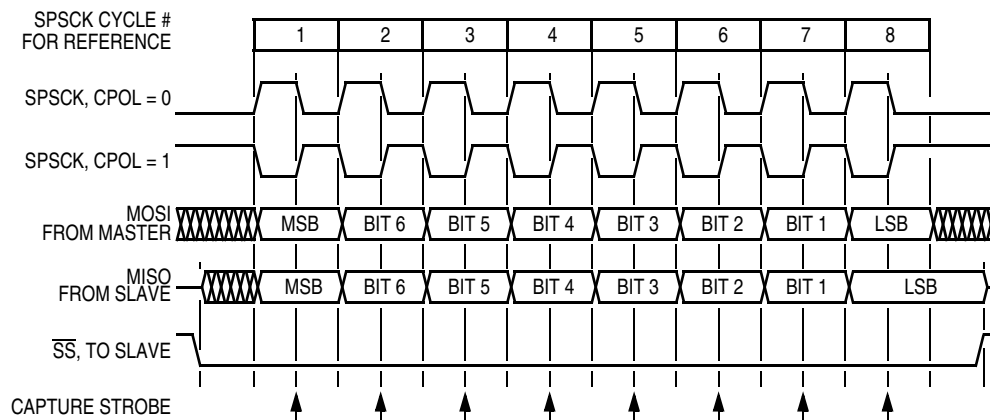 SPSCK CYCLE #
FOR REFERENCE
1 2 3 4 5 6 7 8
SPSCK, CPOL = 0
SPSCK, CPOL = 1
MOSI
FROM MASTER
MSB BIT 6 BIT 5 BIT 4 BIT 3 BIT 2 BIT 1 LSB
MISO
FROM SLAVE
MSB BIT 6 BIT 5 BIT 4 BIT 3 BIT 2 BIT 1 LSB
SS, TO SLAVE
CAPTURE STROBE